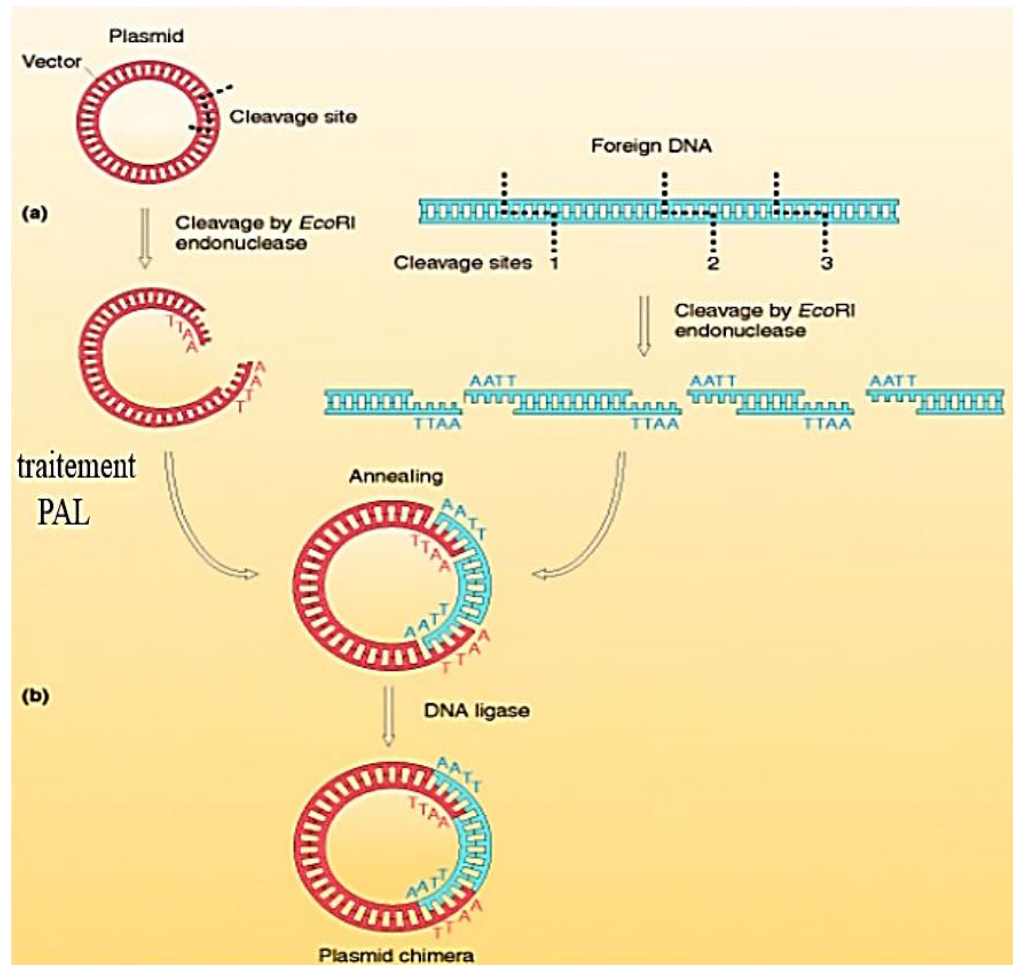 Plasmid
Vector
Cleavage site
Foreign DNA
(a)
Cleavage by EcoRI
endonuclease
Cleavage sites 1 2 3
Cleavage by EcoRI
endonuclease
TTAA
ATAT
AATT AATT AATT
TTAA TTAA TTAA
traitement
PAL
Annealing
AATT
TTAA
AATT
TTAA
(b)
DNA ligase
AATT
TTAA
AATT
TTAA
Plasmid chimera